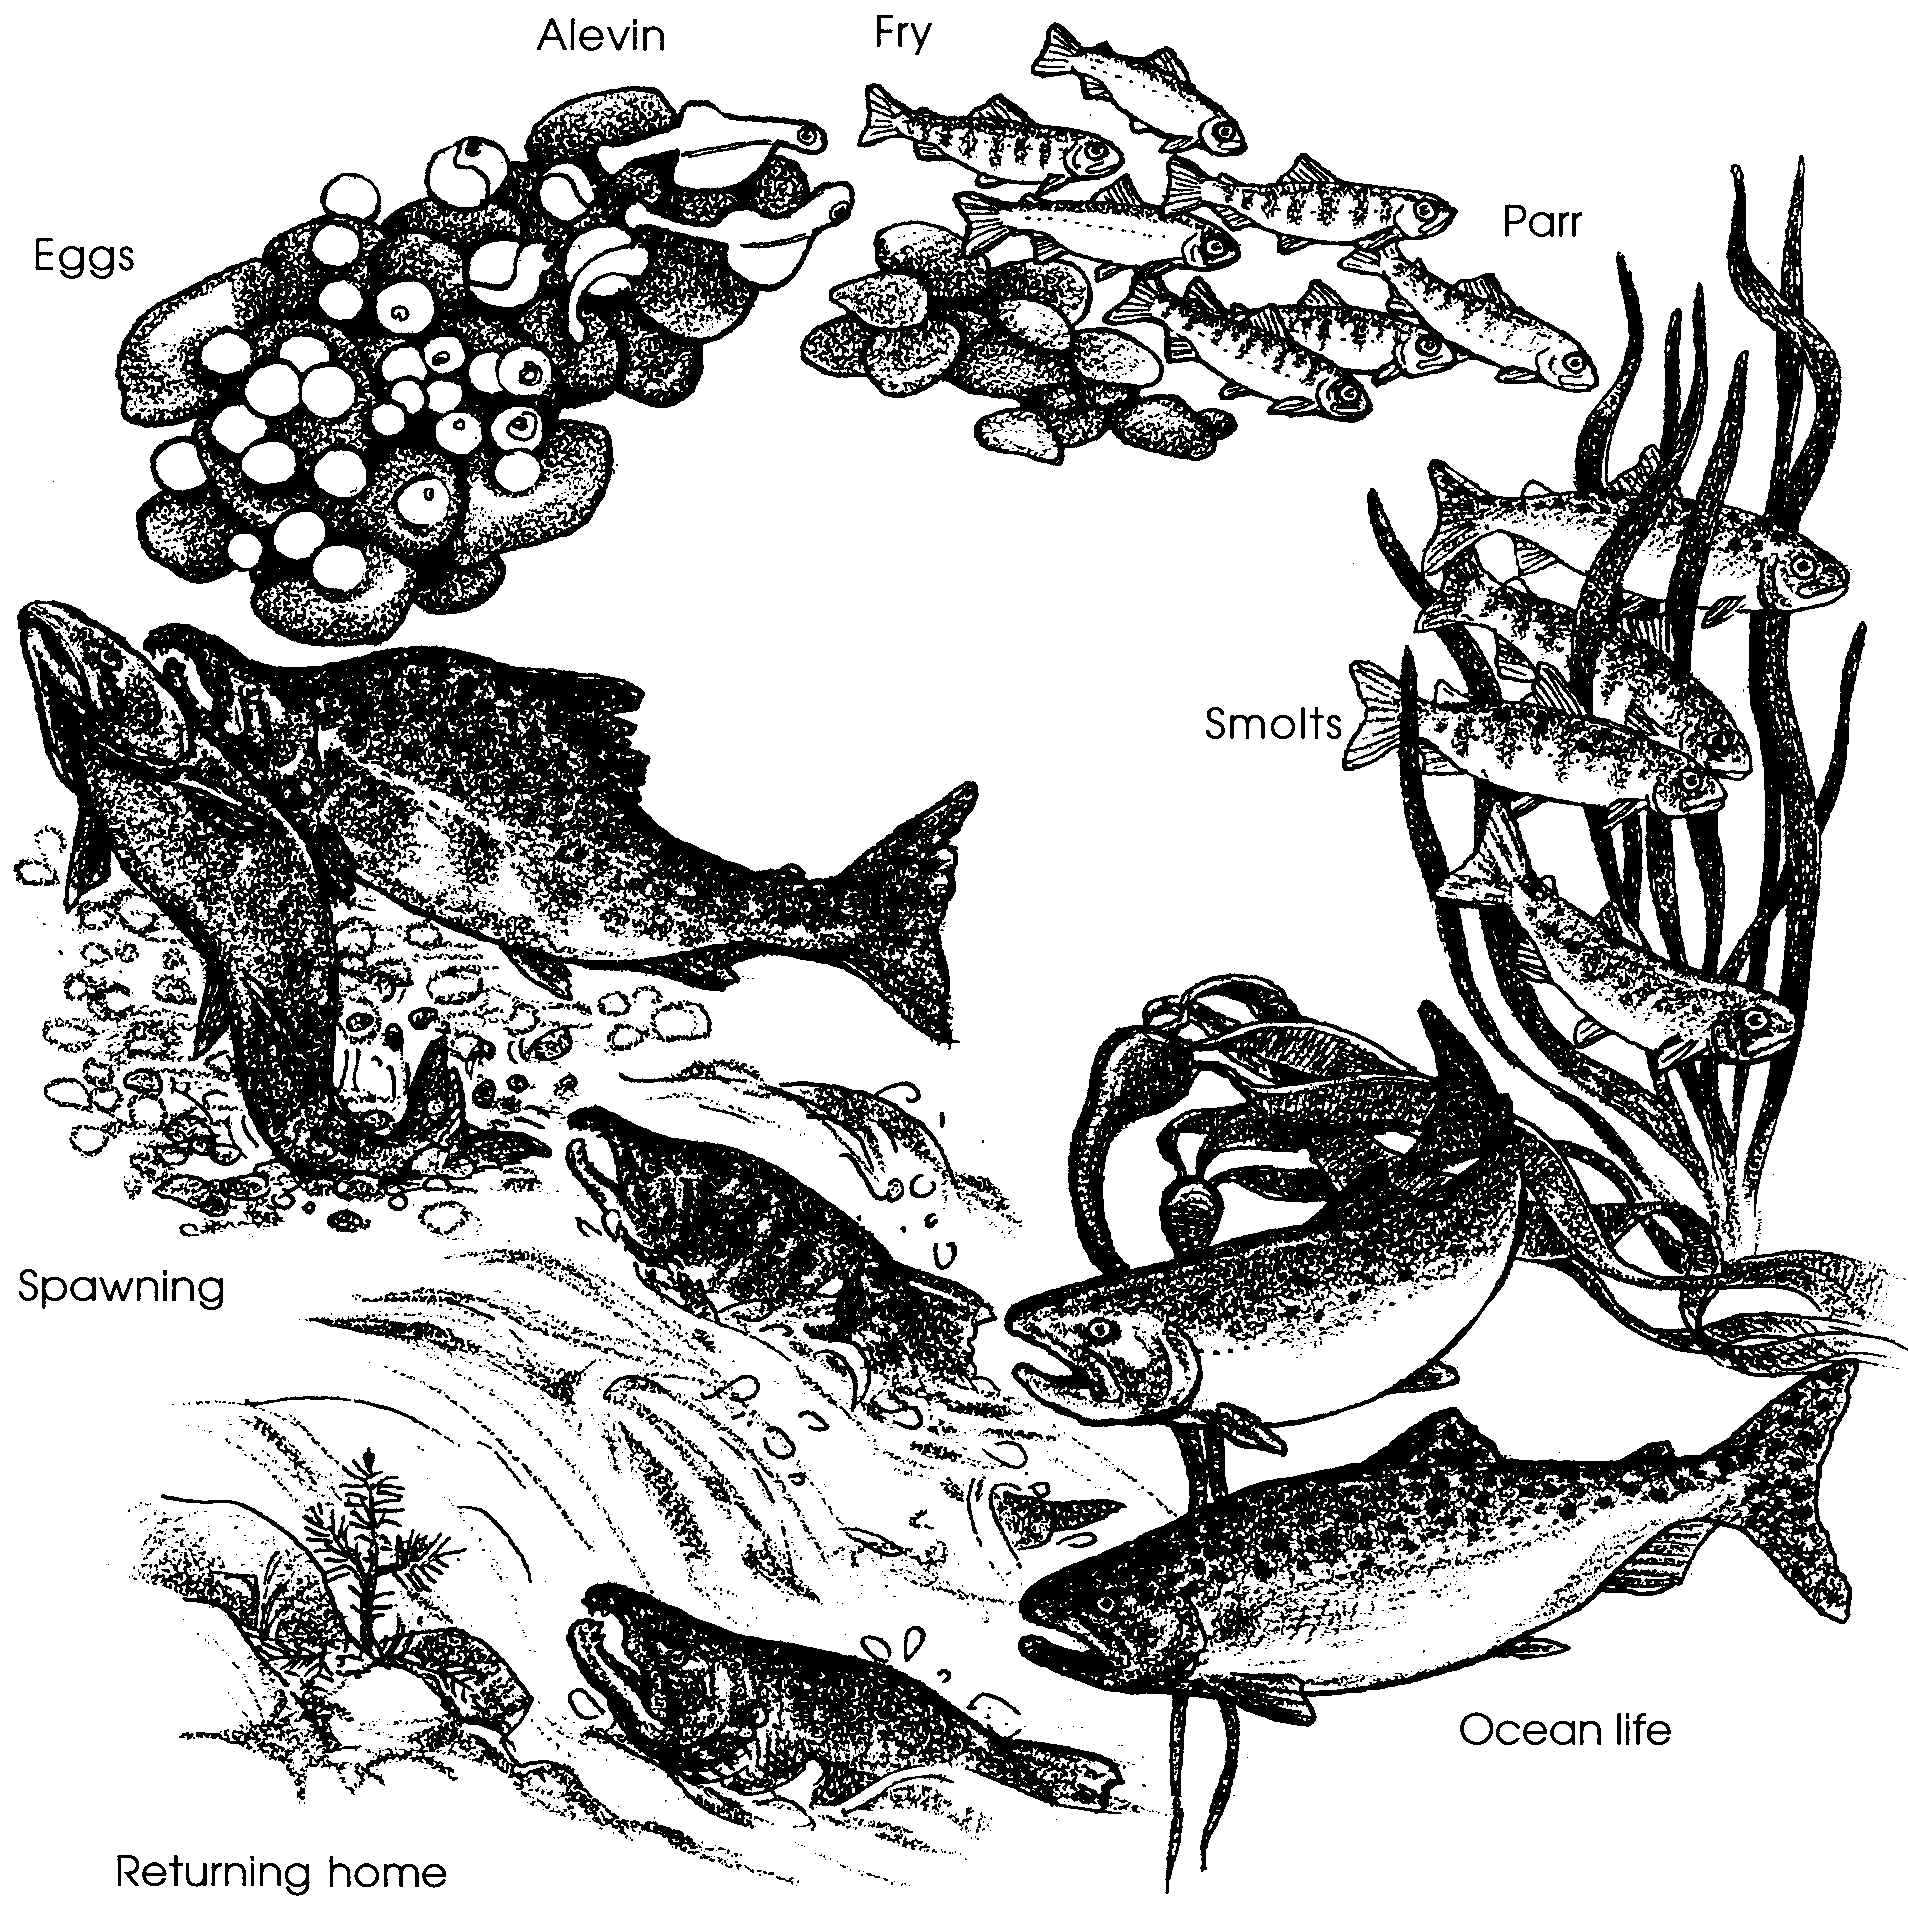 Alevin
Fry
Parr
Eggs
Smolts
Spawning
Ocean life
Returning home